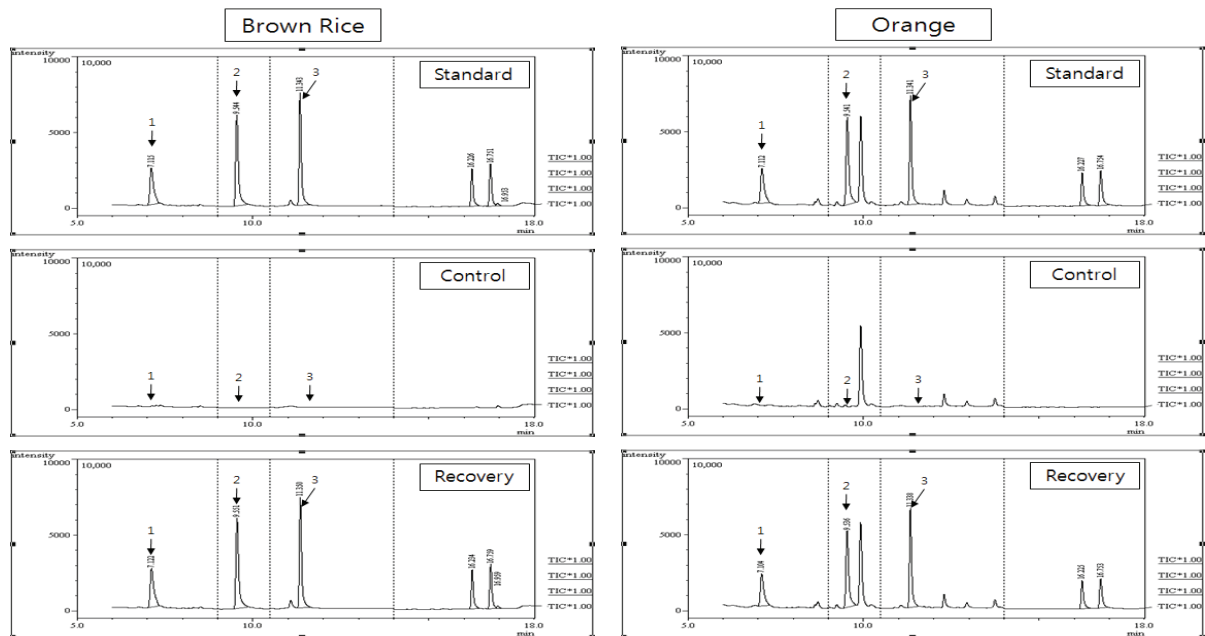 Brown Rice
Orange
intensity
10,000
Standard
1
2
3
7.115
9.544
11.343
16.226
16.751
16.953
10000
5000
0
5.0
10.0
18.0
min
TIC*1.00
TIC*1.00
TIC*1.00
TIC*1.00
intensity
10,000
Control
1
2
3
10000
5000
0
5.0
10.0
18.0
min
TIC*1.00
TIC*1.00
TIC*1.00
TIC*1.00
intensity
10,000
Recovery
1
2
3
16.234
16.959
10000
5000
0
5.0
10.0
18.0
min
TIC*1.00
TIC*1.00
TIC*1.00
TIC*1.00
intensity
10,000
Standard
1
2
3
7.112
9.541
11.341
16.227
10000
5000
0
5.0
10.0
18.0
min
TIC*1.00
TIC*1.00
TIC*1.00
TIC*1.00
intensity
10,000
Control
1
2
3
10000
5000
0
5.0
10.0
18.0
min
TIC*1.00
TIC*1.00
TIC*1.00
TIC*1.00
intensity
10,000
Recovery
1
2
3
7.104
9.536
16.225
10000
5000
0
5.0
10.0
18.0
min
TIC*1.00
TIC*1.00
TIC*1.00
TIC*1.00